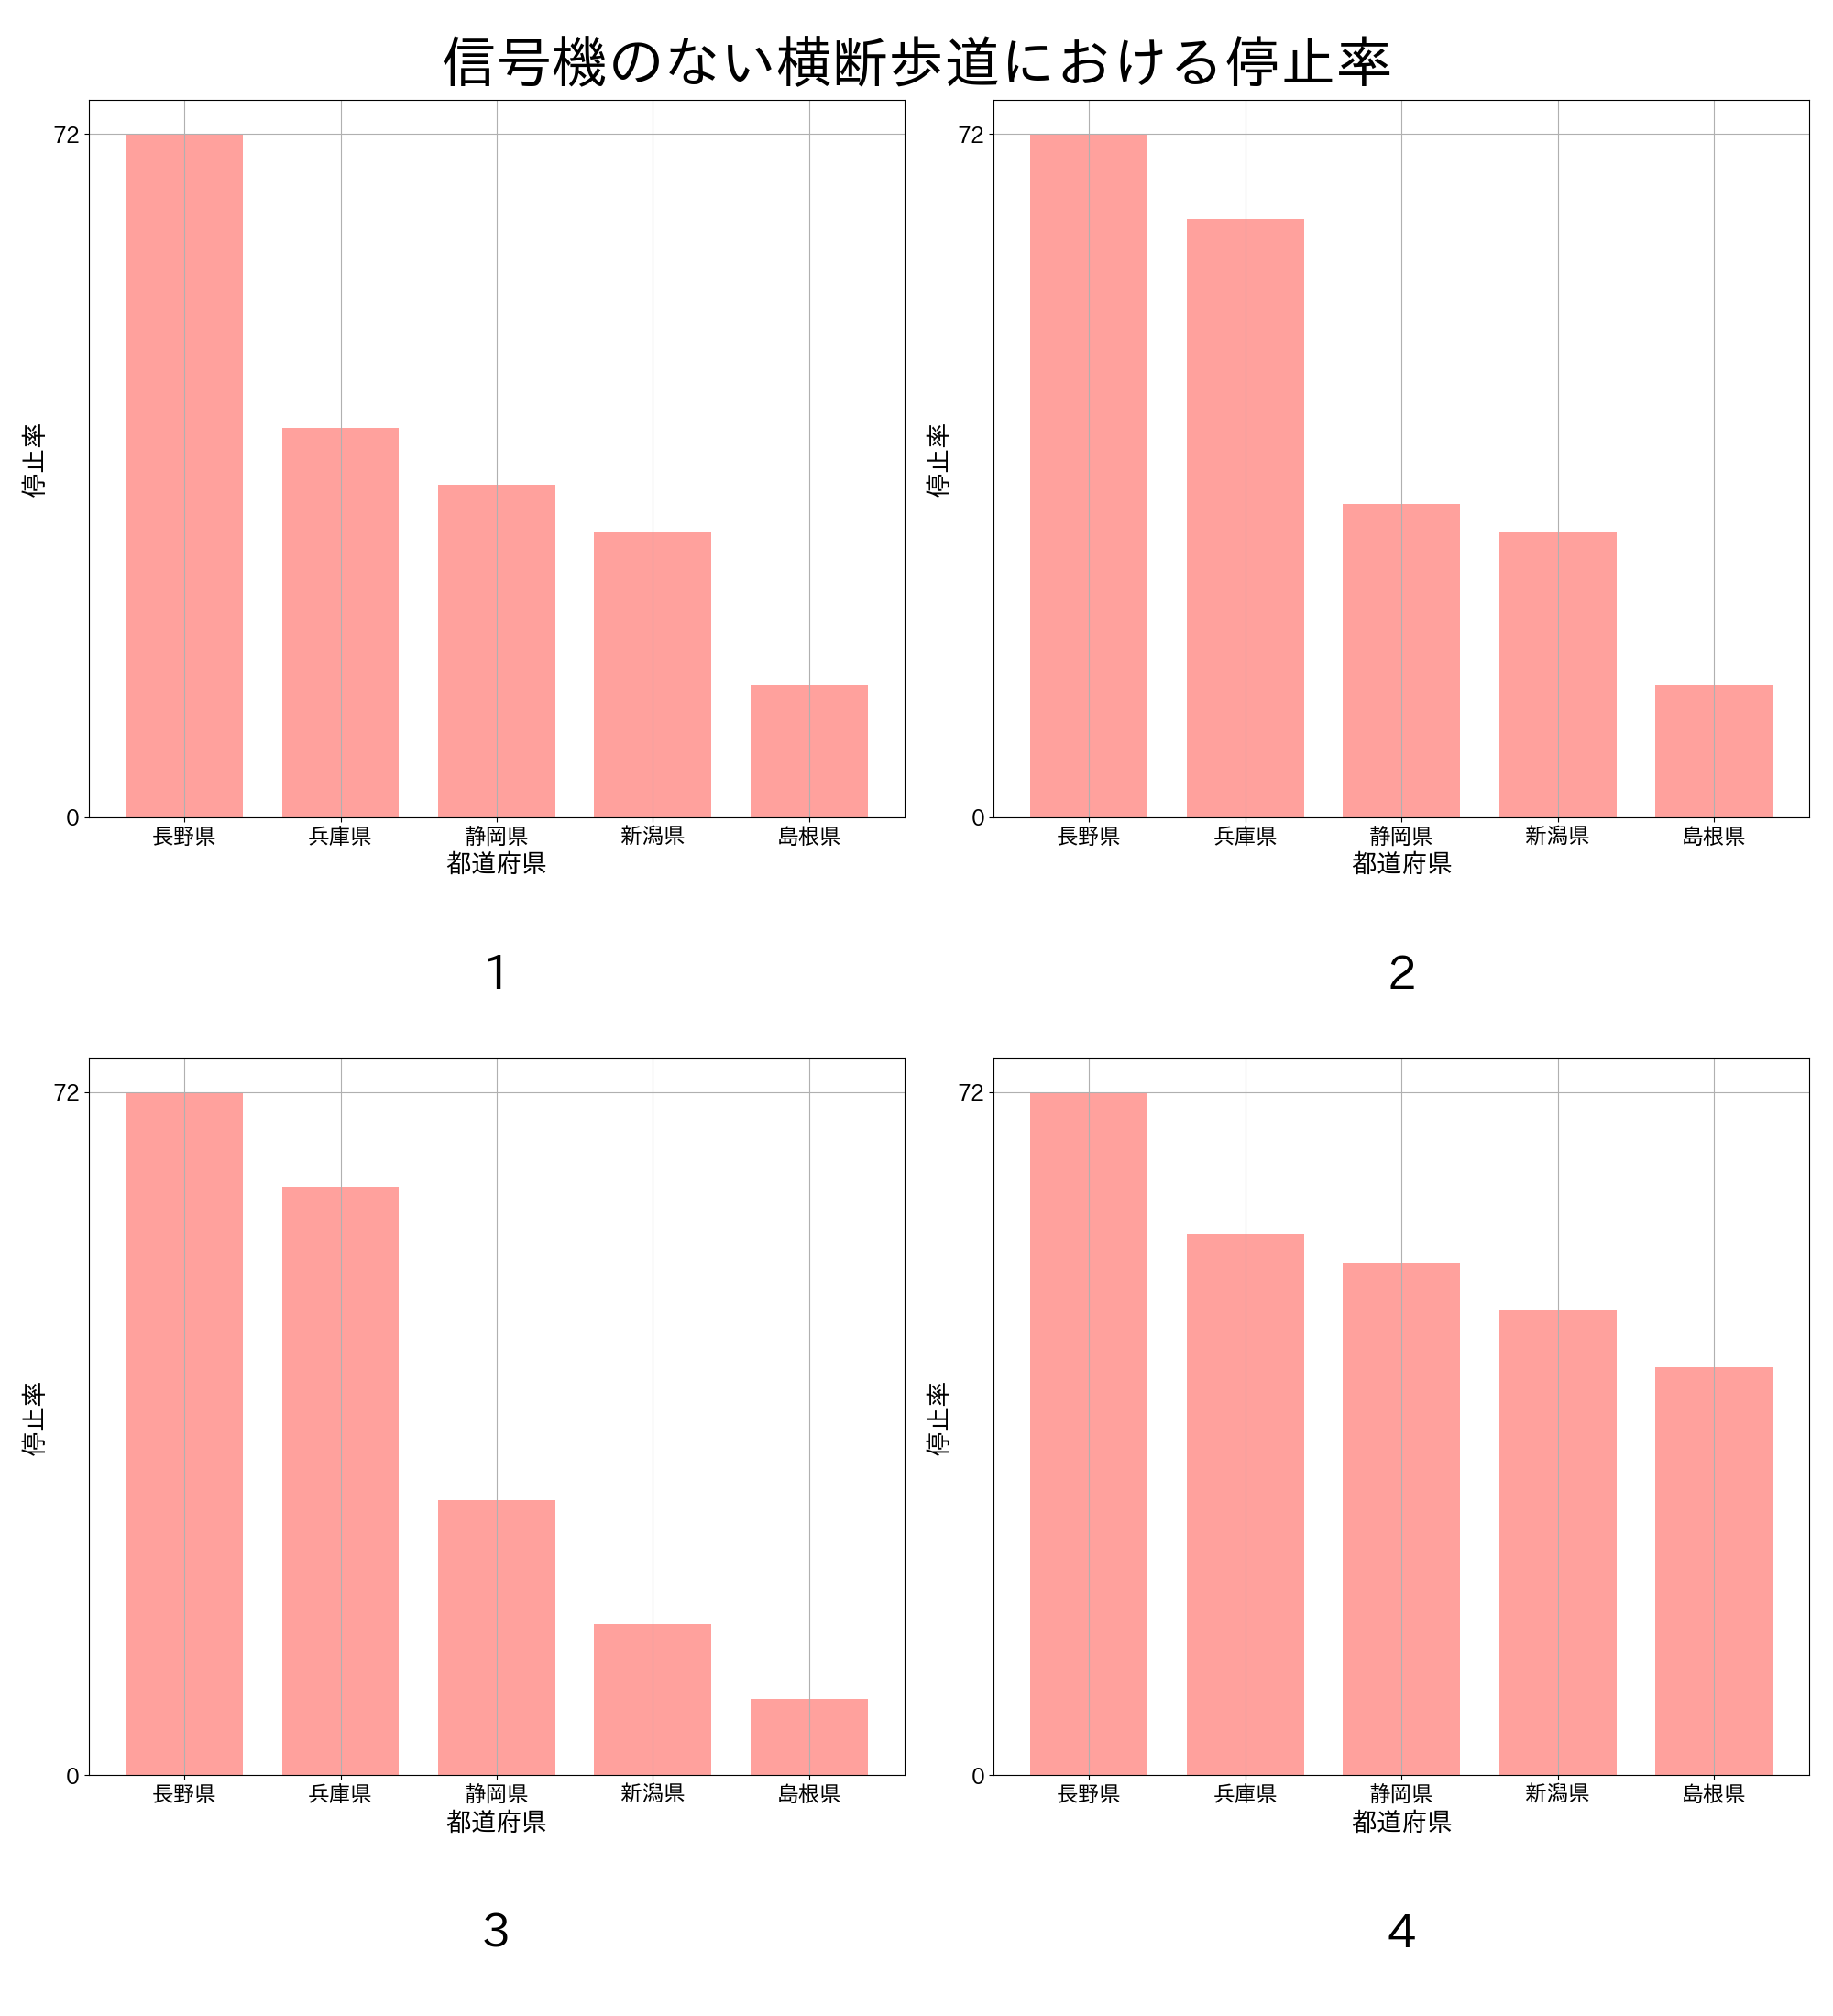 信号機のない横断歩道における停止率
72
0
停止率
長野県 兵庫県 静岡県 新潟県 島根県
都道府県
1
72
0
停止率
長野県 兵庫県 静岡県 新潟県 島根県
都道府県
2
72
0
停止率
長野県 兵庫県 静岡県 新潟県 島根県
都道府県
3
72
0
停止率
長野県 兵庫県 静岡県 新潟県 島根県
都道府県
4